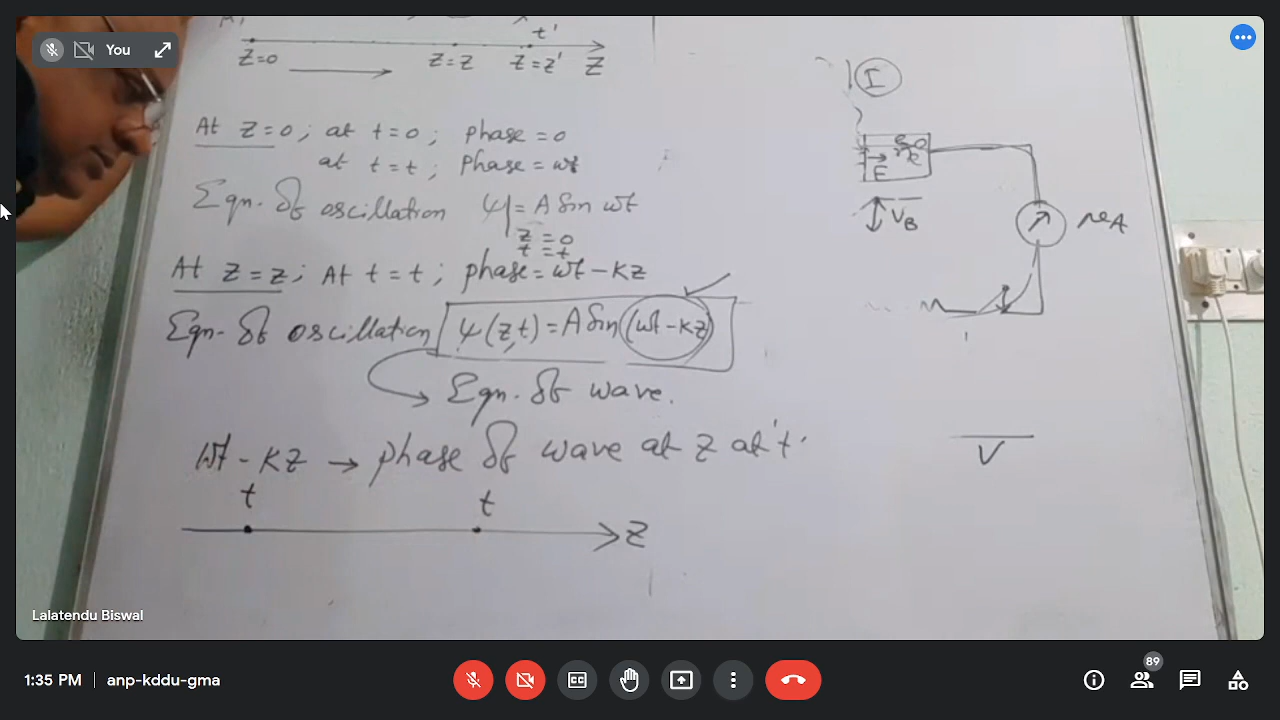 You
t'
Z=0 Z=Z Z=Z' Z
At Z=0; at t=0; phase=0
at t=t; phase=ωt
Eqn. of oscillation ψ| = A Sin ωt
z=0
t=t
At Z=Z; At t=t; phase=ωt-kz
Eqn. of oscillation ψ(z,t)=A Sin(ωt-kz)
Eqn. of wave.
ωt-kz → phase of wave at z at 't'
t t
Z
I
E
VB
μA
V
Lalatendu Biswal
1:35 PM | anp-kddu-gma
89